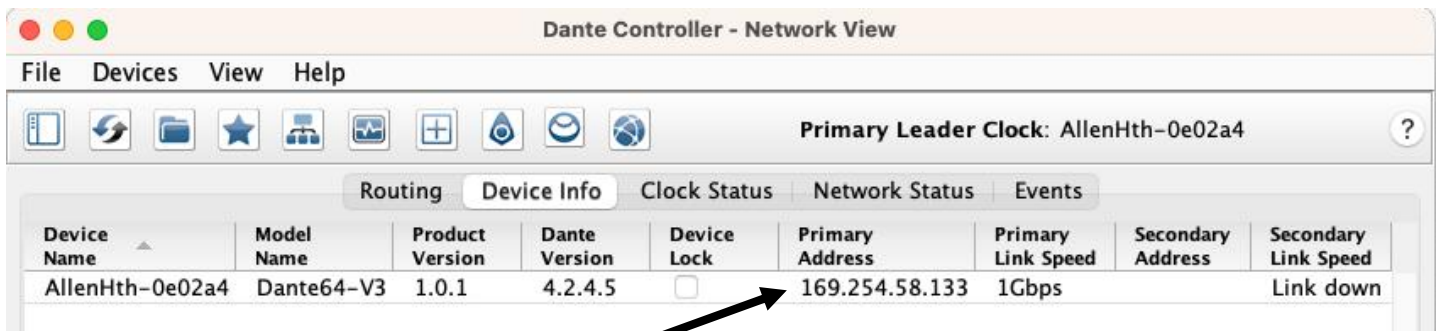 Dante Controller - Network View
File Devices View Help
Primary Leader Clock: AllenHth-0e02a4 ?
Routing Device Info Clock Status Network Status Events
Device Name Model Name Product Version Dante Version Device Lock Primary Address Primary Link Speed Secondary Address Secondary Link Speed
AllenHth-0e02a4 Dante64-V3 1.0.1 4.2.4.5 169.254.58.133 1Gbps Link down